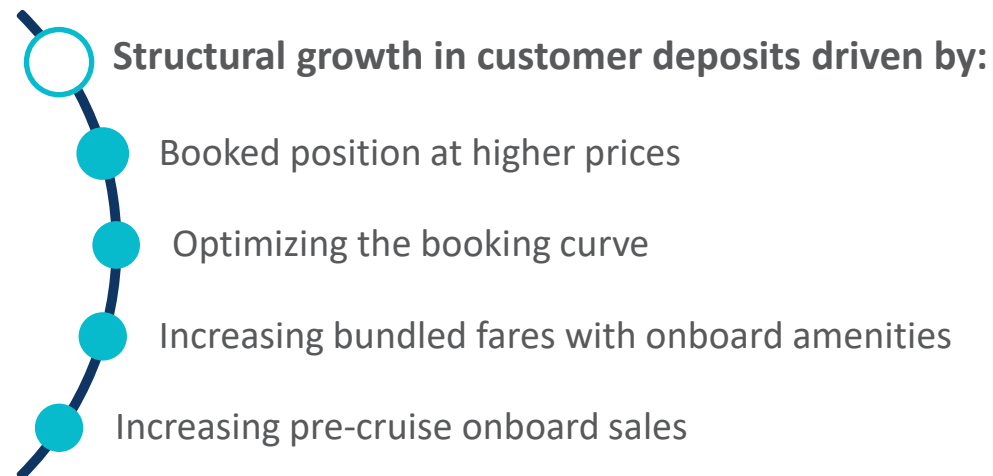 Structural growth in customer deposits driven by:
Booked position at higher prices
Optimizing the booking curve
Increasing bundled fares with onboard amenities
Increasing pre-cruise onboard sales